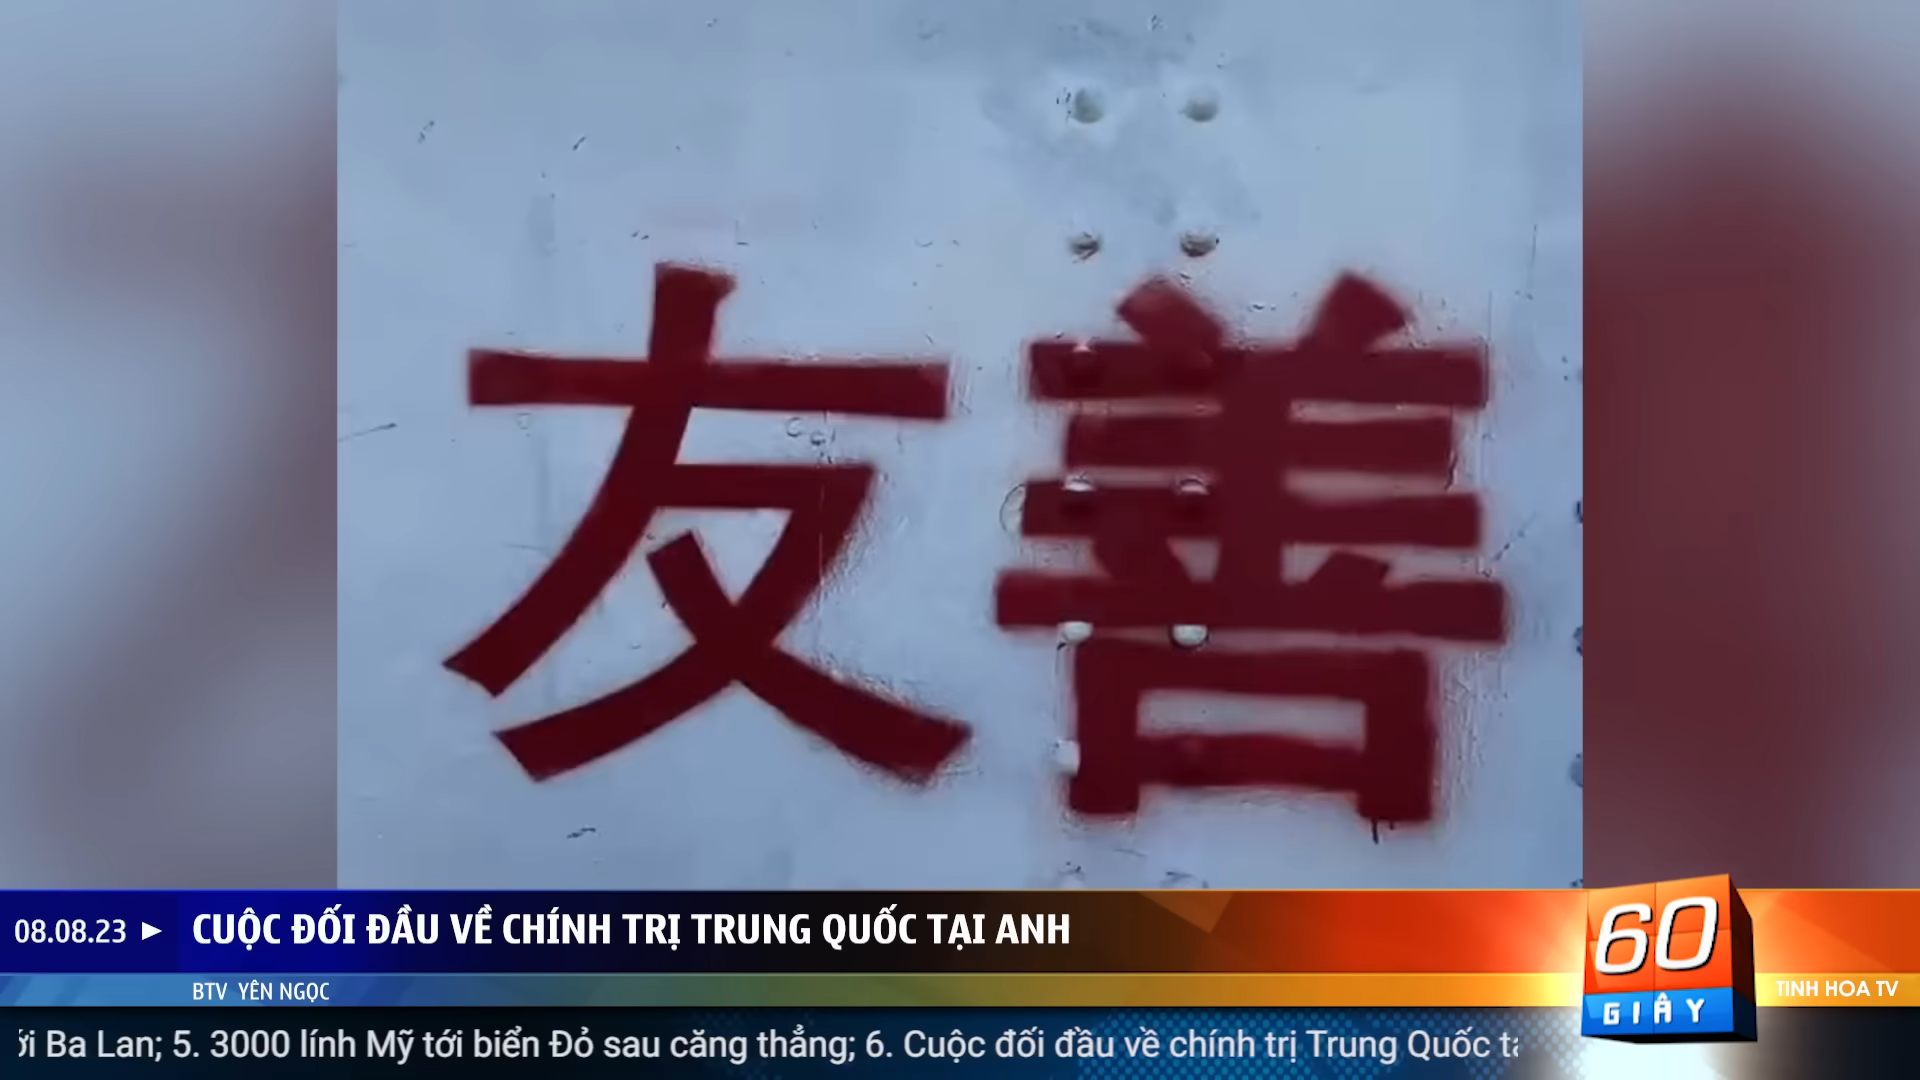 友善
08.08.23
CUỘC ĐỐI ĐẦU VỀ CHÍNH TRỊ TRUNG QUỐC TẠI ANH
BTV YÊN NGỌC
60
GIÂY
TINH HOA TV
Ba Lan; 5. 3000 lính Mỹ tới biển Đỏ sau căng thẳng; 6. Cuộc đối đầu về chính trị Trung Quốc